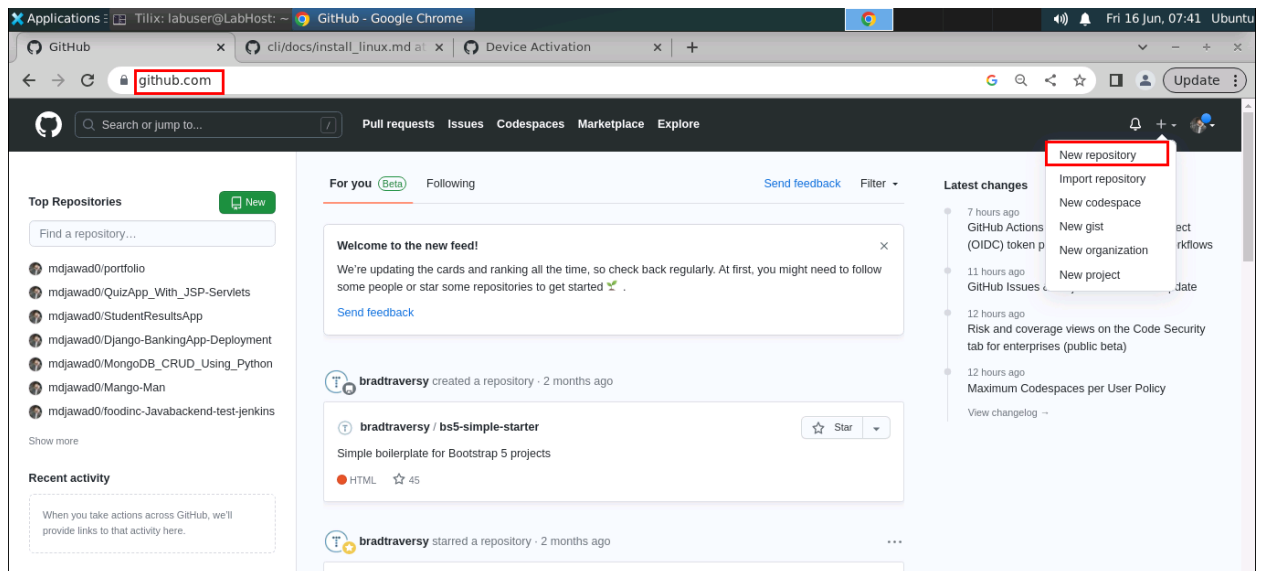 Applications
Tilix: labuser@LabHost: ~
GitHub - Google Chrome
Fri 16 Jun, 07:41 Ubuntu
GitHub
cli/docs/install_linux.md at
Device Activation
github.com
Update
Search or jump to...
/
Pull requests Issues Codespaces Marketplace Explore
New repository
Import repository
New codespace
New gist
New organization
New project
Top Repositories
New
Find a repository…
mdjawad0/portfolio
mdjawad0/QuizApp_With_JSP-Servlets
mdjawad0/StudentResultsApp
mdjawad0/Django-BankingApp-Deployment
mdjawad0/MongoDB_CRUD_Using_Python
mdjawad0/Mango-Man
mdjawad0/foodinc-Javabackend-test-jenkins
Show more
Recent activity
When you take actions across GitHub, we'll
provide links to that activity here.
For you Beta Following
Send feedback Filter
Welcome to the new feed!
We're updating the cards and ranking all the time, so check back regularly. At first, you might need to follow
some people or star some repositories to get started .
Send feedback
bradtraversy created a repository · 2 months ago
bradtraversy / bs5-simple-starter
Star
Simple boilerplate for Bootstrap 5 projects
HTML 45
bradtraversy starred a repository · 2 months ago
Latest changes
7 hours ago
GitHub Actions
(OIDC) token
11 hours ago
GitHub Issues
12 hours ago
Risk and coverage views on the Code Security
tab for enterprises (public beta)
12 hours ago
Maximum Codespaces per User Policy
View changelog →